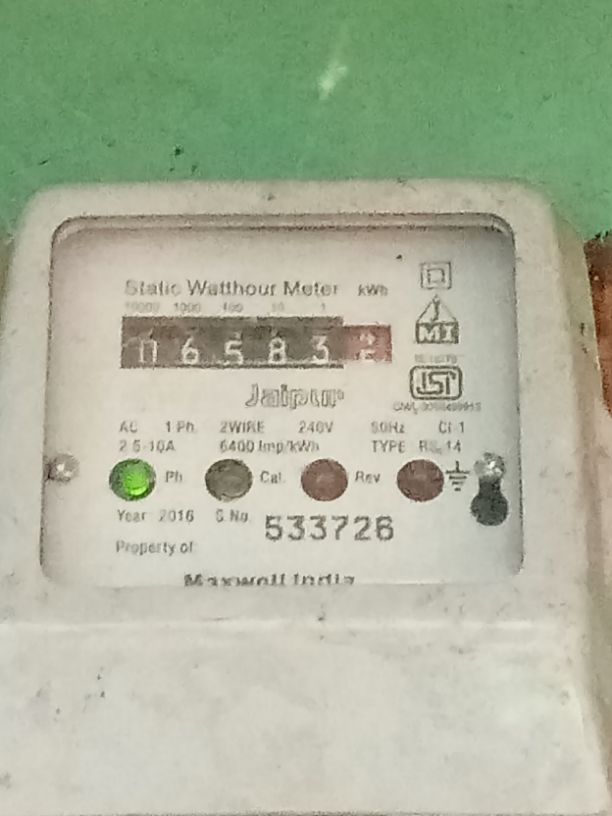 Static Watthour Meter kWh
10000 1000 100 10 1
0 6 5 8 3
JMI
ISI
Jaipur
AC 1 Ph. 2WIRE 240V 50Hz Cl 1
2.5-10A 6400 Imp/kWh TYPE
Ph. Cal. Rev
Year 2016 S.No. 533726
Property of
Maxwell India